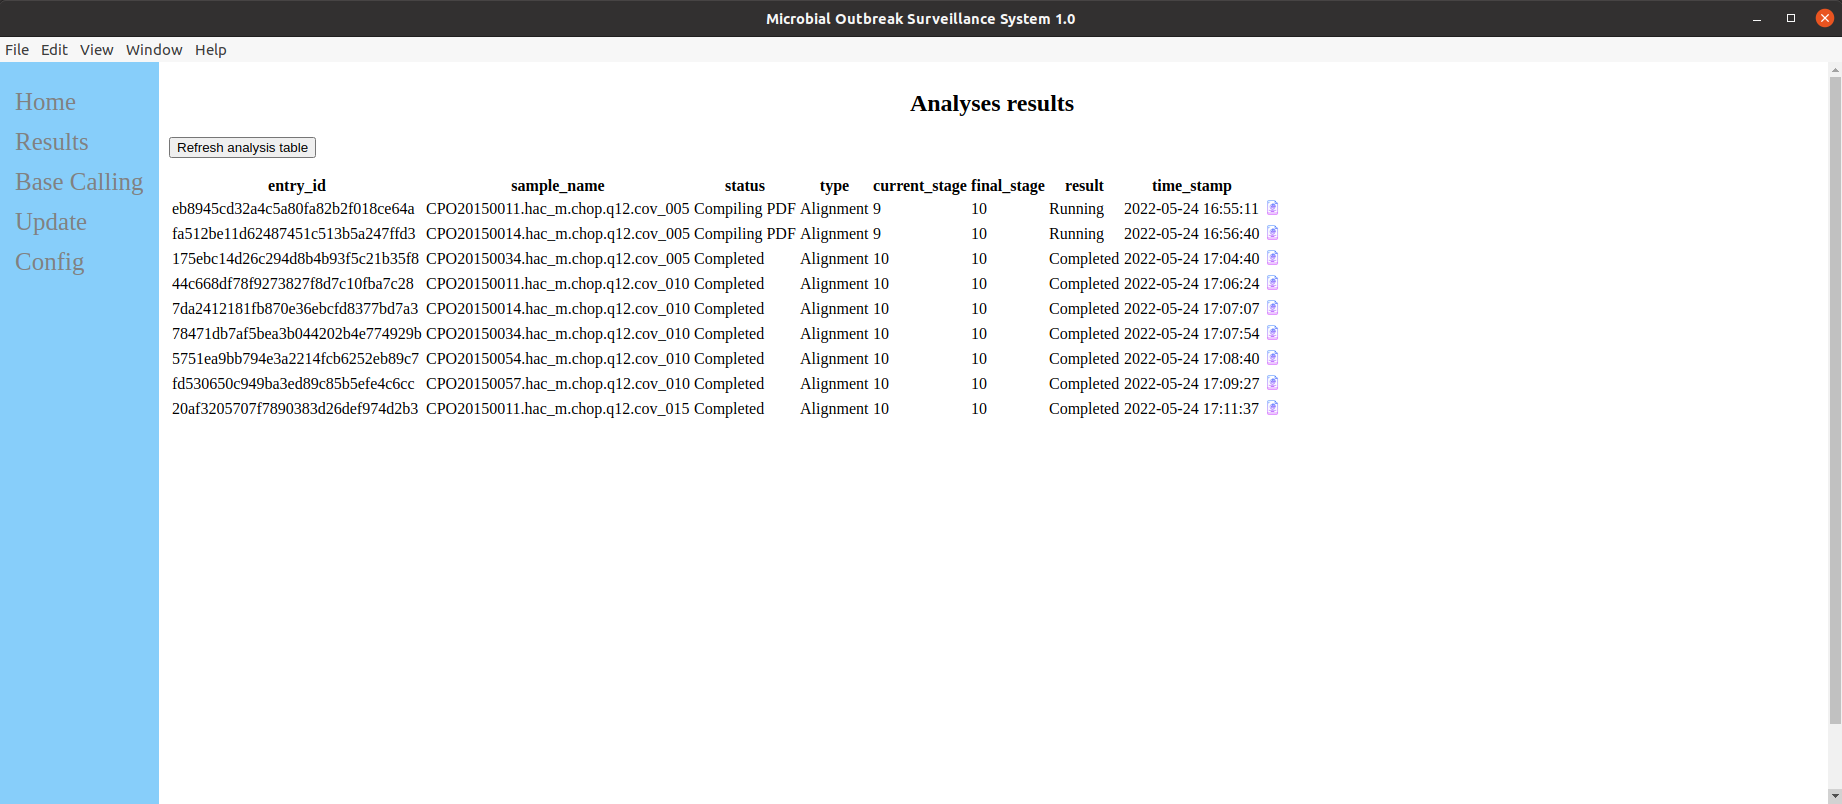 Microbial Outbreak Surveillance System 1.0
File Edit View Window Help
Home
Results
Base Calling
Update
Config
Analyses results
Refresh analysis table
entry_id sample_name status type current_stage final_stage result time_stamp
eb8945cd32a4c5a80fa82b2f018ce64a CPO20150011.hac_m.chop.q12.cov_005 Compiling PDF Alignment 9 10 Running 2022-05-24 16:55:11
fa512be11d62487451c513b5a247ffd3 CPO20150014.hac_m.chop.q12.cov_005 Compiling PDF Alignment 9 10 Running 2022-05-24 16:56:40
175ebc14d26c294d8b4b93f5c21b35f8 CPO20150034.hac_m.chop.q12.cov_005 Completed Alignment 10 10 Completed 2022-05-24 17:04:40
44c668df78f9273827f8d7c10fba7c28 CPO20150011.hac_m.chop.q12.cov_010 Completed Alignment 10 10 Completed 2022-05-24 17:06:24
7da2412181fb870e36ebcfd8377bd7a3 CPO20150014.hac_m.chop.q12.cov_010 Completed Alignment 10 10 Completed 2022-05-24 17:07:07
78471db7af5bea3b044202b4e774929b CPO20150034.hac_m.chop.q12.cov_010 Completed Alignment 10 10 Completed 2022-05-24 17:07:54
5751ea9bb794e3a2214fcb6252eb89c7 CPO20150054.hac_m.chop.q12.cov_010 Completed Alignment 10 10 Completed 2022-05-24 17:08:40
fd530650c949ba3ed89c85b5efe4c6cc CPO20150057.hac_m.chop.q12.cov_010 Completed Alignment 10 10 Completed 2022-05-24 17:09:27
20af3205707f7890383d26def974d2b3 CPO20150011.hac_m.chop.q12.cov_015 Completed Alignment 10 10 Completed 2022-05-24 17:11:37